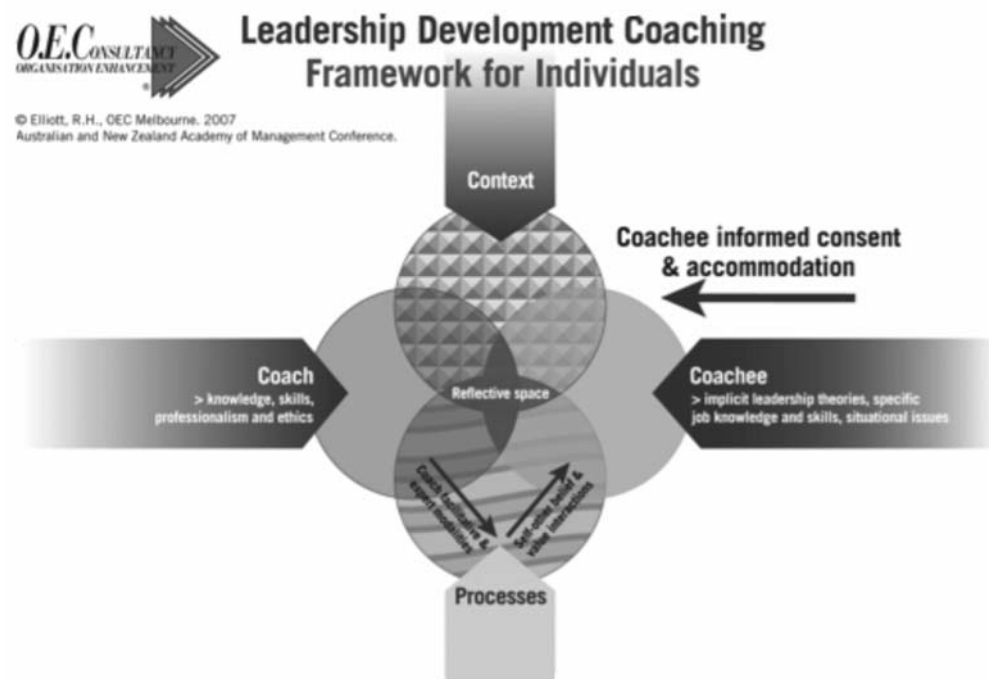 Leadership Development Coaching
Framework for Individuals
O.E.CONSULTANCY
ORGANISATION ENHANCEMENT
®
© Elliott, R.H., OEC Melbourne. 2007
Australian and New Zealand Academy of Management Conference.
Context
Coachee informed consent
& accommodation
Coach
> knowledge, skills,
professionalism and ethics
Reflective space
Coachee
> implicit leadership theories, specific
job knowledge and skills, situational issues
Coach facilitative &
expert modalities
Self-other belief &
value interactions
Processes